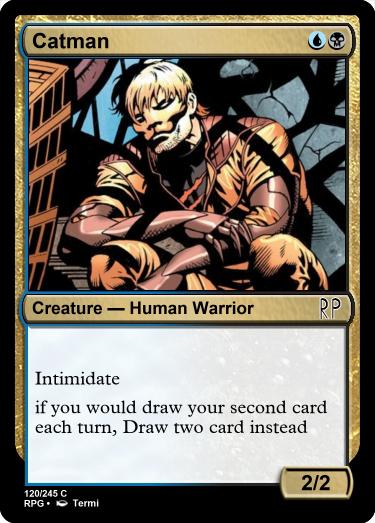 Catman
Creature — Human Warrior
RP
Intimidate
if you would draw your second card
each turn, Draw two card instead
2/2
120/245 C
RPG • Termi